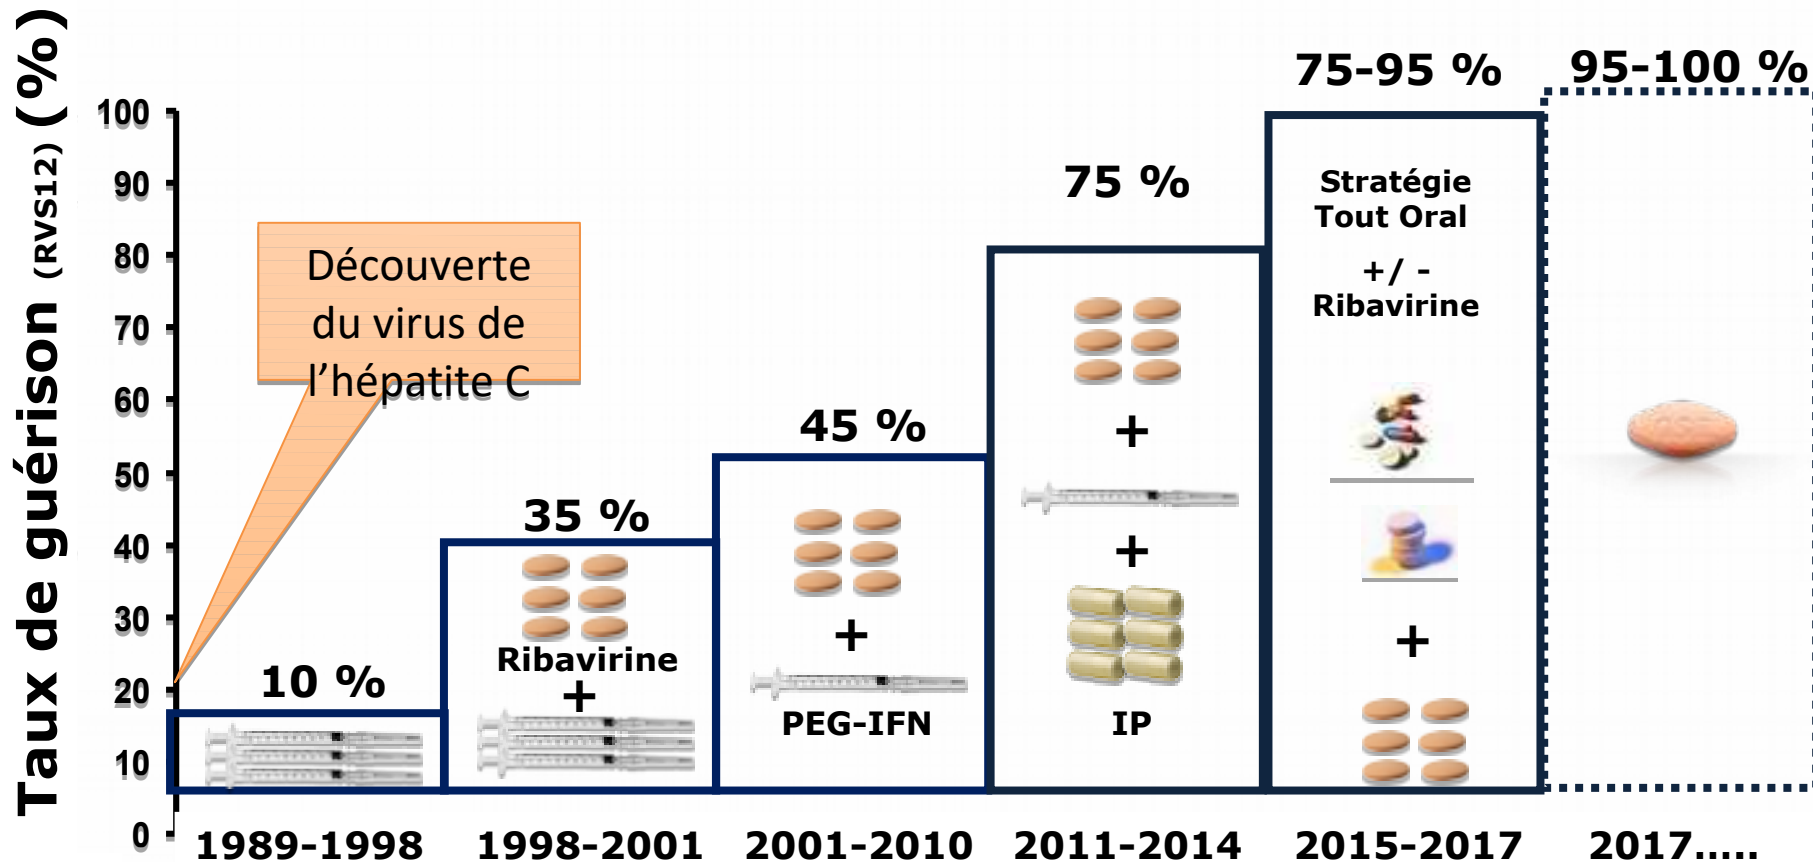 Taux de guérison (RVS12) (%)
100
90
80
70
60
50
40
30
20
10
0
Découverte
du virus de
l’hépatite C
10 %
1989-1998
35 %
Ribavirine
+
1998-2001
45 %
+
PEG-IFN
2001-2010
75 %
+
+
IP
2011-2014
75-95 %
Stratégie
Tout Oral
+/ -
Ribavirine
+
2015-2017
95-100 %
2017.....